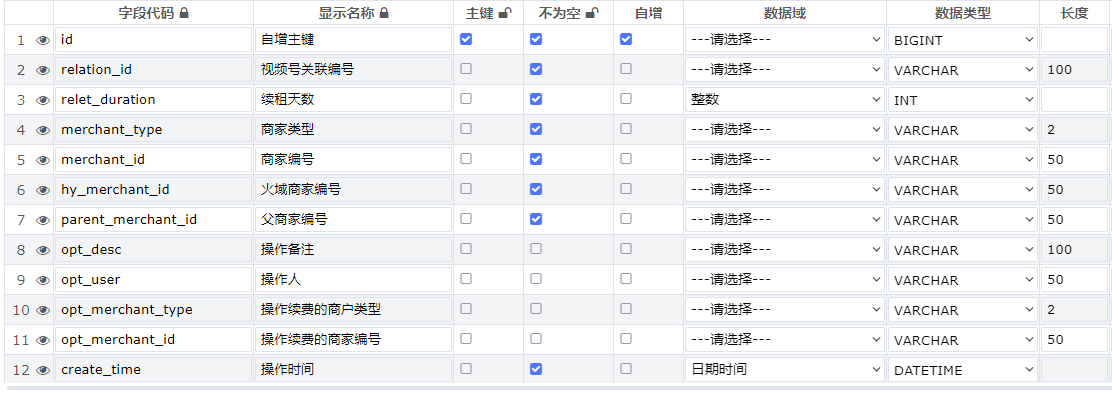 字段代码 显示名称 主键 不为空 自增 数据域 数据类型 长度
1 id 自增主键 ---请选择--- BIGINT
2 relation_id 视频号关联编号 ---请选择--- VARCHAR 100
3 relet_duration 续租天数 整数 INT
4 merchant_type 商家类型 ---请选择--- VARCHAR 2
5 merchant_id 商家编号 ---请选择--- VARCHAR 50
6 hy_merchant_id 火域商家编号 ---请选择--- VARCHAR 50
7 parent_merchant_id 父商家编号 ---请选择--- VARCHAR 50
8 opt_desc 操作备注 ---请选择--- VARCHAR 100
9 opt_user 操作人 ---请选择--- VARCHAR 50
10 opt_merchant_type 操作续费的商户类型 ---请选择--- VARCHAR 2
11 opt_merchant_id 操作续费的商家编号 ---请选择--- VARCHAR 50
12 create_time 操作时间 日期时间 DATETIME